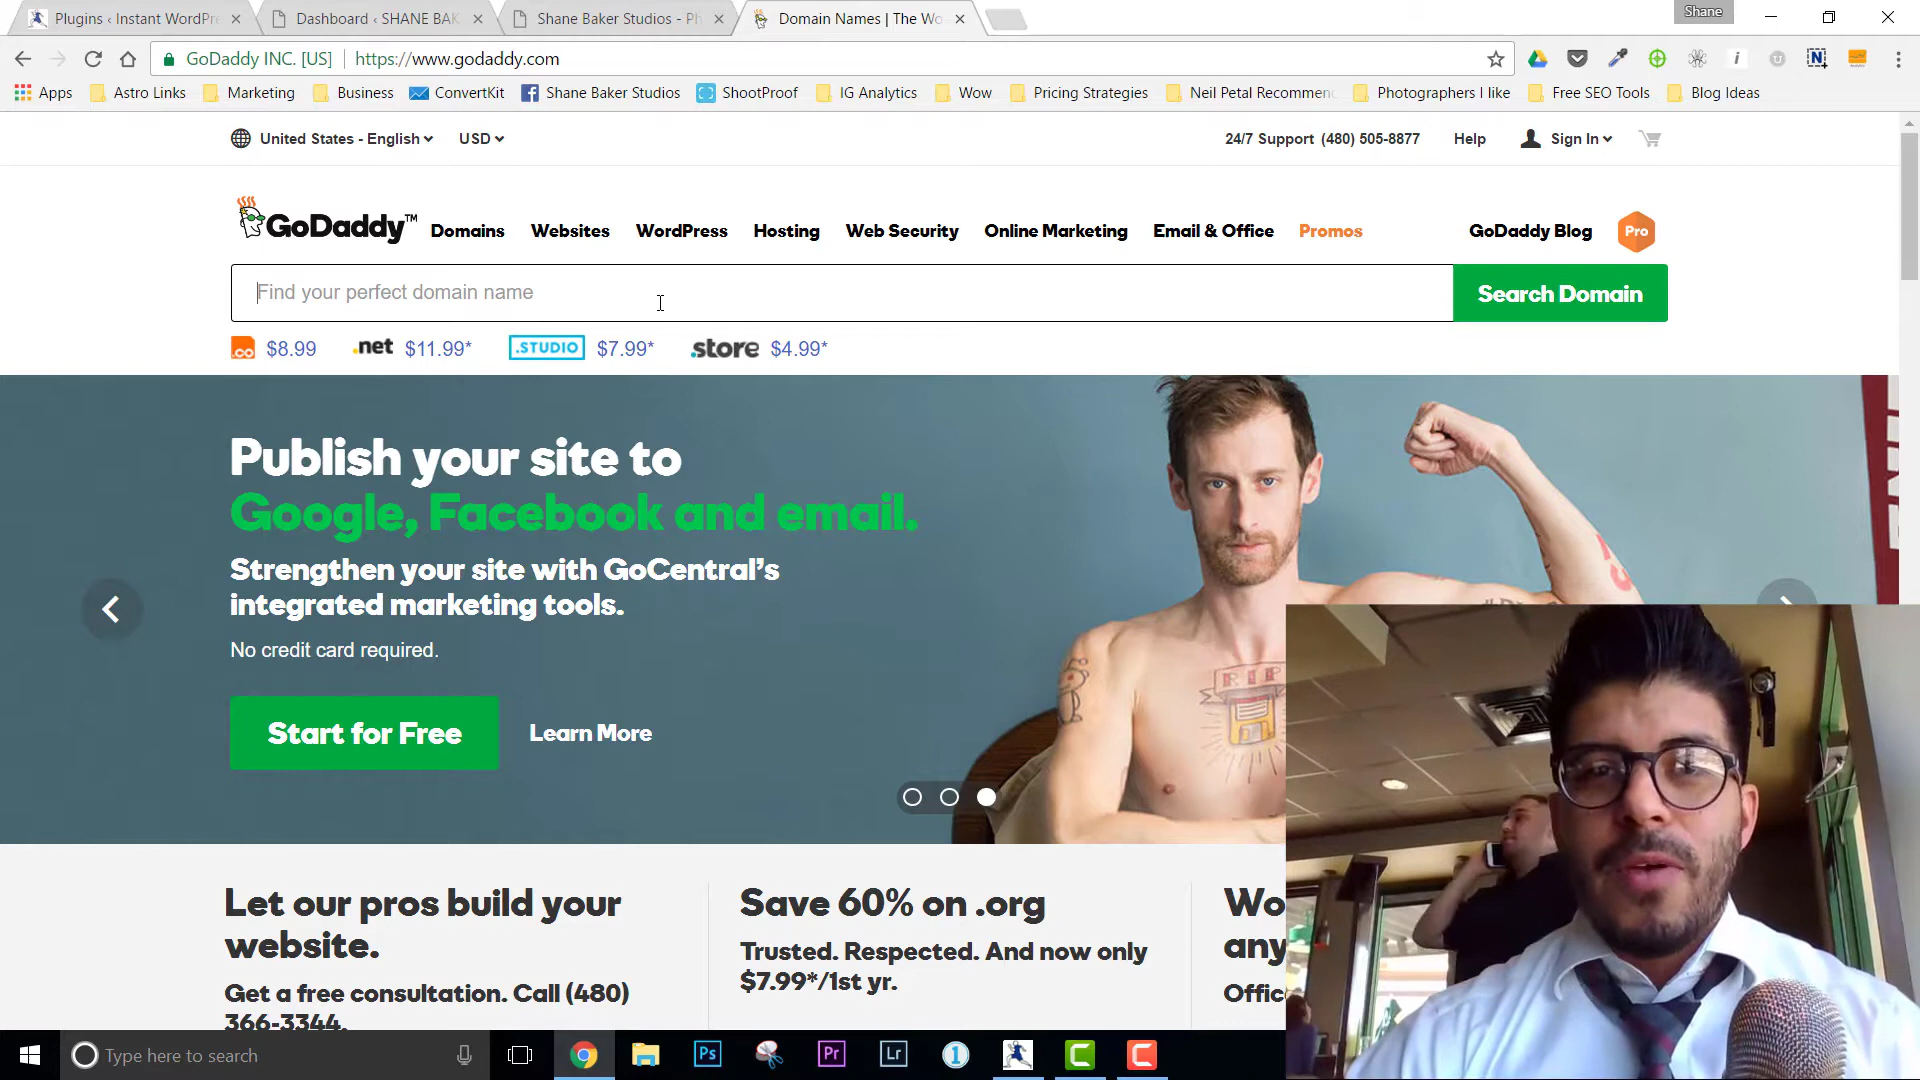 Plugins ‹ Instant WordPre
Dashboard ‹ SHANE BAK
Shane Baker Studios - Ph
Domain Names | The Wo
Shane
GoDaddy INC. [US]
https://www.godaddy.com
Apps
Astro Links
Marketing
Business
ConvertKit
Shane Baker Studios
ShootProof
IG Analytics
Wow
Pricing Strategies
Neil Petal Recommen
Photographers I like
Free SEO Tools
Blog Ideas
United States - English
USD
24/7 Support (480) 505-8877
Help
Sign In
GoDaddy™
Domains
Websites
WordPress
Hosting
Web Security
Online Marketing
Email & Office
Promos
GoDaddy Blog
Pro
Find your perfect domain name
Search Domain
.co $8.99
.net $11.99*
.STUDIO $7.99*
.store $4.99*
Publish your site to
Google, Facebook and email.
Strengthen your site with GoCentral's
integrated marketing tools.
No credit card required.
Start for Free
Learn More
RIP
Let our pros build your
website.
Get a free consultation. Call (480)
366-3344.
Save 60% on .org
Trusted. Respected. And now only
$7.99*/1st yr.
Wo
any
Offic
Type here to search
Ps
Pr
Lr